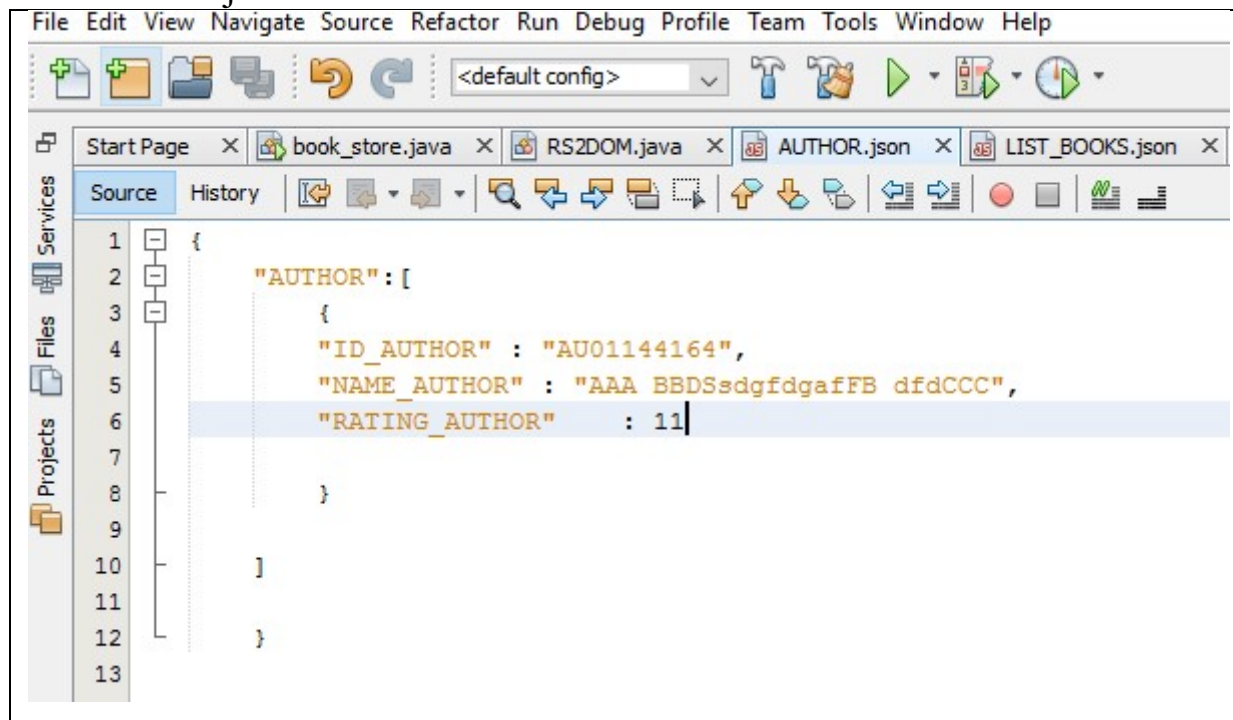 File Edit View Navigate Source Refactor Run Debug Profile Team Tools Window Help
<default config>
Start Page book_store.java RS2DOM.java AUTHOR.json LIST_BOOKS.json
Source History
Services
Files
Projects
1 {
2 "AUTHOR":[
3 {
4 "ID_AUTHOR" : "AU01144164",
5 "NAME_AUTHOR" : "AAA BBDSsdgfdgafFB dfdCCC",
6 "RATING_AUTHOR" : 11
7
8 }
9
10 ]
11
12 }
13